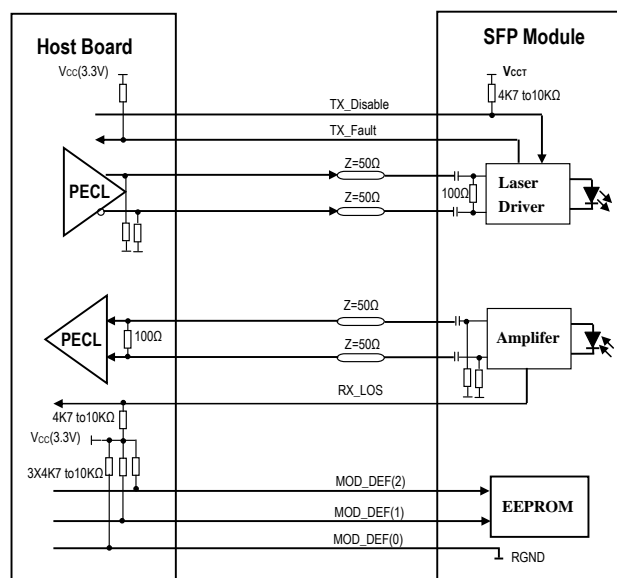 Host Board
SFP Module
Vcc(3.3V)
VCCT
4K7 to10KΩ
TX_Disable
TX_Fault
Z=50Ω
PECL
100Ω
Laser
Driver
Z=50Ω
Z=50Ω
PECL
100Ω
Amplifer
Z=50Ω
RX_LOS
4K7 to10KΩ
Vcc(3.3V)
3X4K7 to10KΩ
MOD_DEF(2)
EEPROM
MOD_DEF(1)
MOD_DEF(0)
RGND